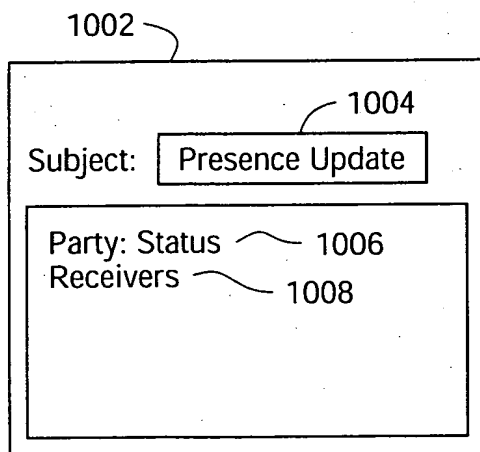 1002
1004
Subject: Presence Update
Party: Status 1006
Receivers 1008